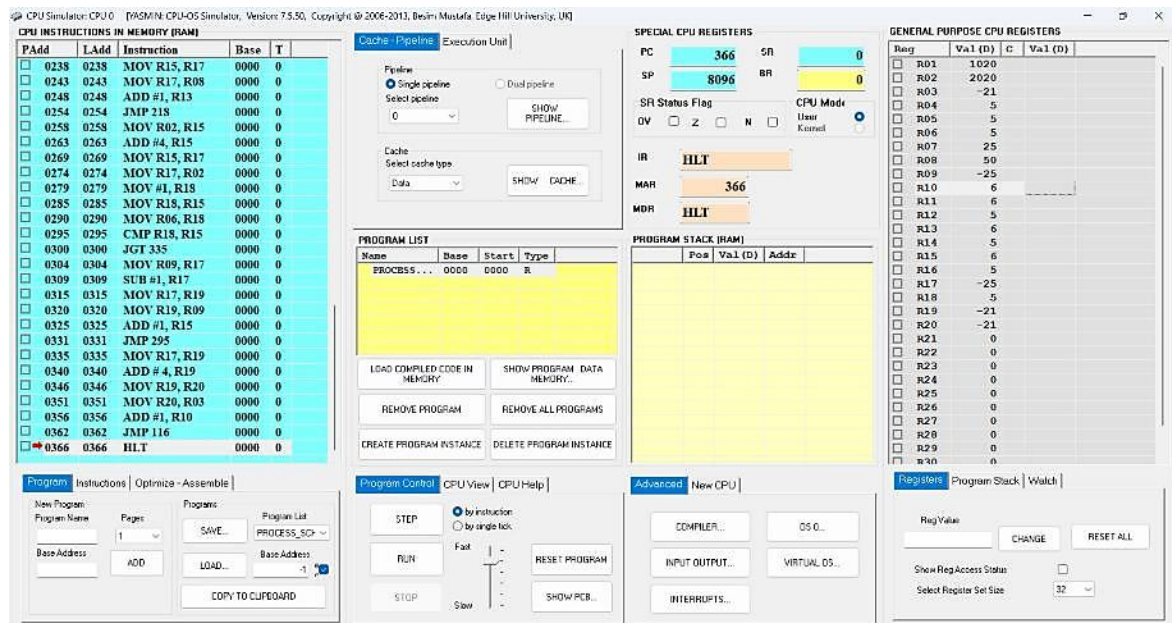 CPU Simulator: CPU 0 [YASMIN: CPU-OS Simulator, Version: 7.5.50, Copyright @ 2006-2013, Besim Mustafa, Edge Hill University, UK]
CPU INSTRUCTIONS IN MEMORY (RAM)
PAdd LAdd Instruction Base T
0238 0238 MOV R15, R17 0000 0
0243 0243 MOV R17, R08 0000 0
0248 0248 ADD #1, R13 0000 0
0254 0254 JMP 218 0000 0
0258 0258 MOV R02, R15 0000 0
0263 0263 ADD #4, R15 0000 0
0269 0269 MOV R15, R17 0000 0
0274 0274 MOV R17, R02 0000 0
0279 0279 MOV #1, R18 0000 0
0285 0285 MOV R18, R15 0000 0
0290 0290 MOV R06, R18 0000 0
0295 0295 CMP R18, R15 0000 0
0300 0300 JGT 335 0000 0
0304 0304 MOV R09, R17 0000 0
0309 0309 SUB #1, R17 0000 0
0315 0315 MOV R17, R19 0000 0
0320 0320 MOV R19, R09 0000 0
0325 0325 ADD #1, R15 0000 0
0331 0331 JMP 295 0000 0
0335 0335 MOV R17, R19 0000 0
0340 0340 ADD # 4, R19 0000 0
0346 0346 MOV R19, R20 0000 0
0351 0351 MOV R20, R03 0000 0
0356 0356 ADD #1, R10 0000 0
0362 0362 JMP 116 0000 0
0366 0366 HLT 0000 0
Program Instructions Optimize - Assemble
New Program
Program Name Pages
1
Base Address
ADD
Programs
SAVE...
Program List
PROCESS_SCH
LOAD...
Base Address
-1
COPY TO CLIPBOARD
Cache - Pipeline Execution Unit
Pipeline
Single pipeline Dual pipeline
Select pipeline
0
SHOW PIPELINE...
Cache
Select cache type
Data
SHOW CACHE...
PROGRAM LIST
Name Base Start Type
PROCESS... 0000 0000 R
LOAD COMPILED CODE IN MEMORY
SHOW PROGRAM DATA MEMORY...
REMOVE PROGRAM
REMOVE ALL PROGRAMS
CREATE PROGRAM INSTANCE
DELETE PROGRAM INSTANCE
Program Control CPU View CPU Help
STEP
by instruction
by single tick
RUN
Fast
RESET PROGRAM
STOP
Slow
SHOW PCB...
SPECIAL CPU REGISTERS
PC 366 SR 0
SP 8096 BR 0
SR Status Flag
OV Z N
CPU Mode
User
Kernel
IR HLT
MAR 366
MDR HLT
PROGRAM STACK (RAM)
Pos Val (D) Addr
Advanced New CPU
COMPILER...
OS 0...
INPUT OUTPUT...
VIRTUAL OS...
INTERRUPTS...
GENERAL PURPOSE CPU REGISTERS
Reg Val (D) C Val (D)
R01 1020
R02 2020
R03 -21
R04 5
R05 5
R06 5
R07 25
R08 50
R09 -25
R10 6
R11 6
R12 5
R13 6
R14 5
R15 6
R16 5
R17 -25
R18 5
R19 -21
R20 -21
R21 0
R22 0
R23 0
R24 0
R25 0
R26 0
R27 0
R28 0
R29 0
R30 0
Registers Program Stack Watch
Reg Value
CHANGE
RESET ALL
Show Reg Access Status
Select Register Set Size 32